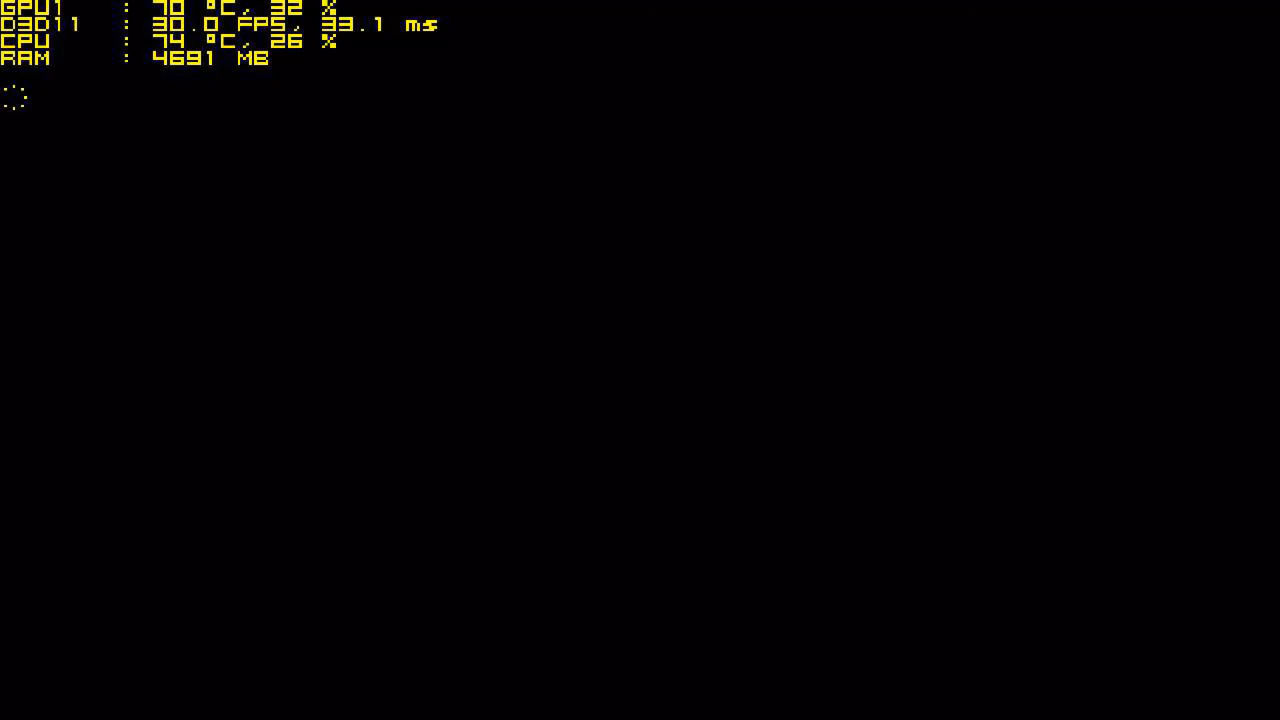 GPU1 : 70 °C, 32 %
D3D11 : 30.0 FPS, 33.1 ms
CPU : 74 °C, 26 %
RAM : 4691 MB